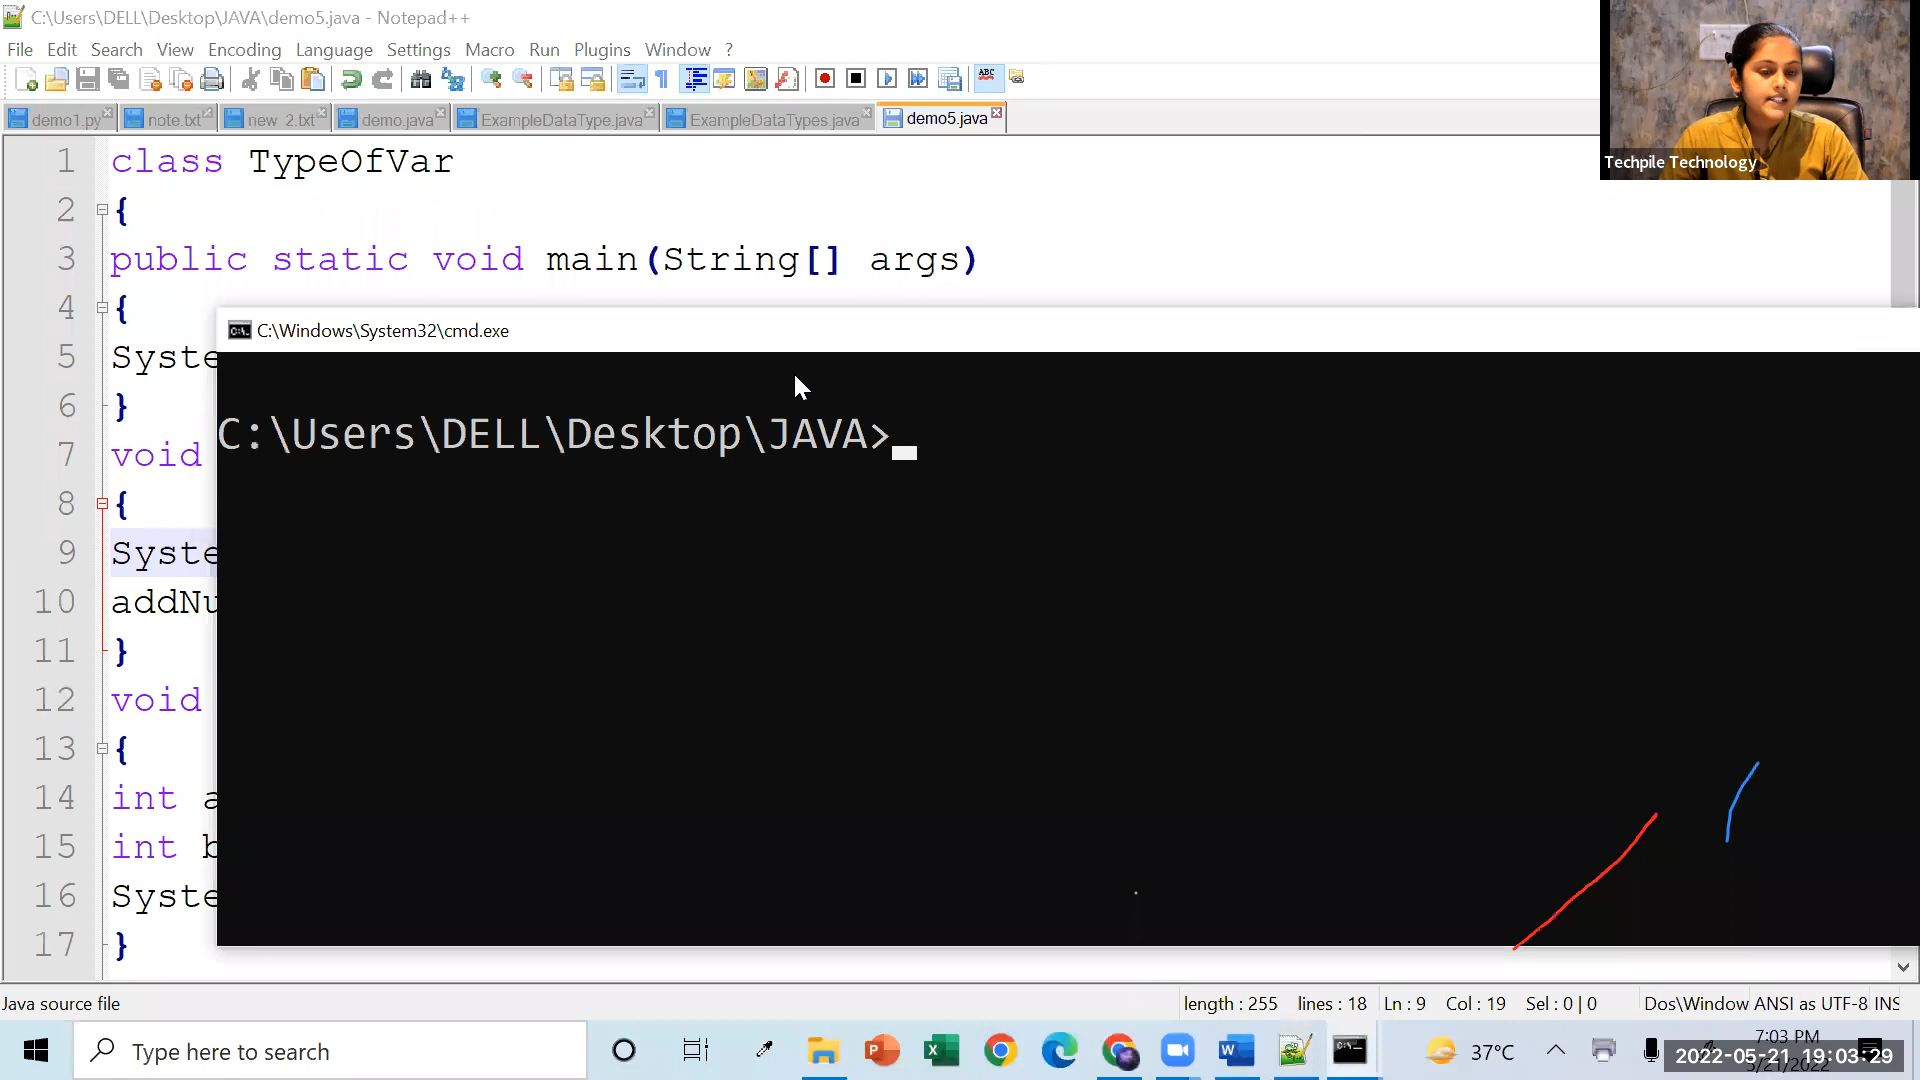 C:\Users\DELL\Desktop\JAVA\demo5.java - Notepad++
File Edit Search View Encoding Language Settings Macro Run Plugins Window ?
ABC
demo1.py note.txt new 2.txt demo.java ExampleDataType.java ExampleDataTypes.java demo5.java
Techpile Technology
1 class TypeOfVar
2 {
3 public static void main(String[] args)
4 {
C:\Windows\System32\cmd.exe
5 Syste
6 }
C:\Users\DELL\Desktop\JAVA>
7 void
8 {
9 Syste
10 addNu
11 }
12 void
13 {
14 int a
15 int b
16 Syste
17 }
Java source file length : 255 lines : 18 Ln : 9 Col : 19 Sel : 0 | 0 Dos\Window ANSI as UTF-8 INS
Type here to search 37°C 7:03 PM
2022-05-21 19:03:29